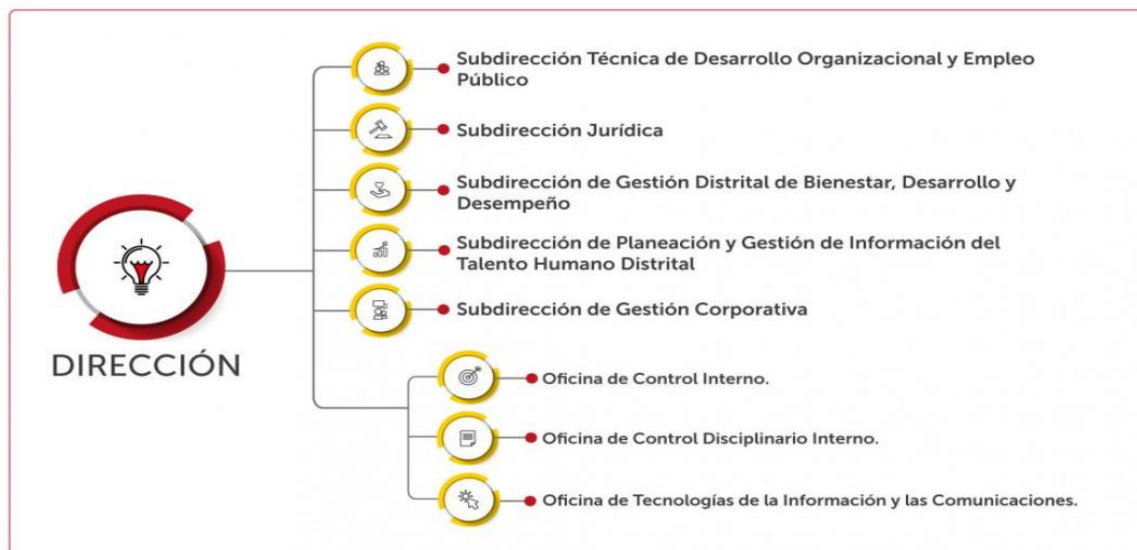 Subdirección Técnica de Desarrollo Organizacional y Empleo
Público
Subdirección Jurídica
Subdirección de Gestión Distrital de Bienestar, Desarrollo y
Desempeño
Subdirección de Planeación y Gestión de Información del
Talento Humano Distrital
Subdirección de Gestión Corporativa
DIRECCIÓN
Oficina de Control Interno.
Oficina de Control Disciplinario Interno.
Oficina de Tecnologías de la Información y las Comunicaciones.